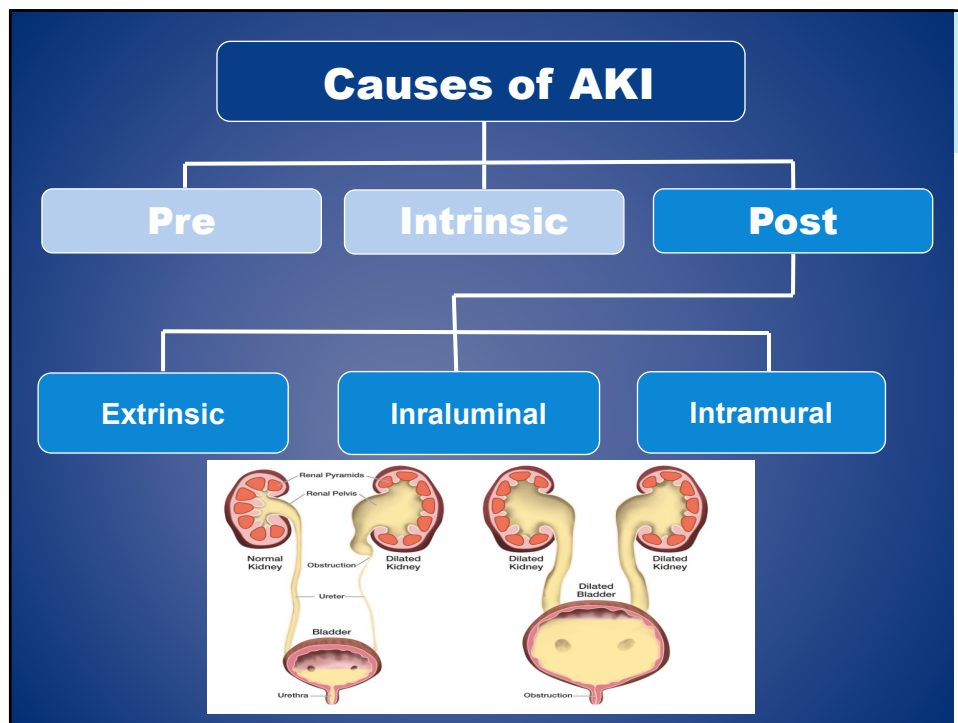 Causes of AKI
Pre
Intrinsic
Post
Extrinsic
Inraluminal
Intramural
Renal Pyramids
Renal Pelvis
Normal
Kidney
Obstruction
Dilated
Kidney
Ureter
Bladder
Urethra
Dilated
Kidney
Dilated
Kidney
Dilated
Bladder
Obstruction